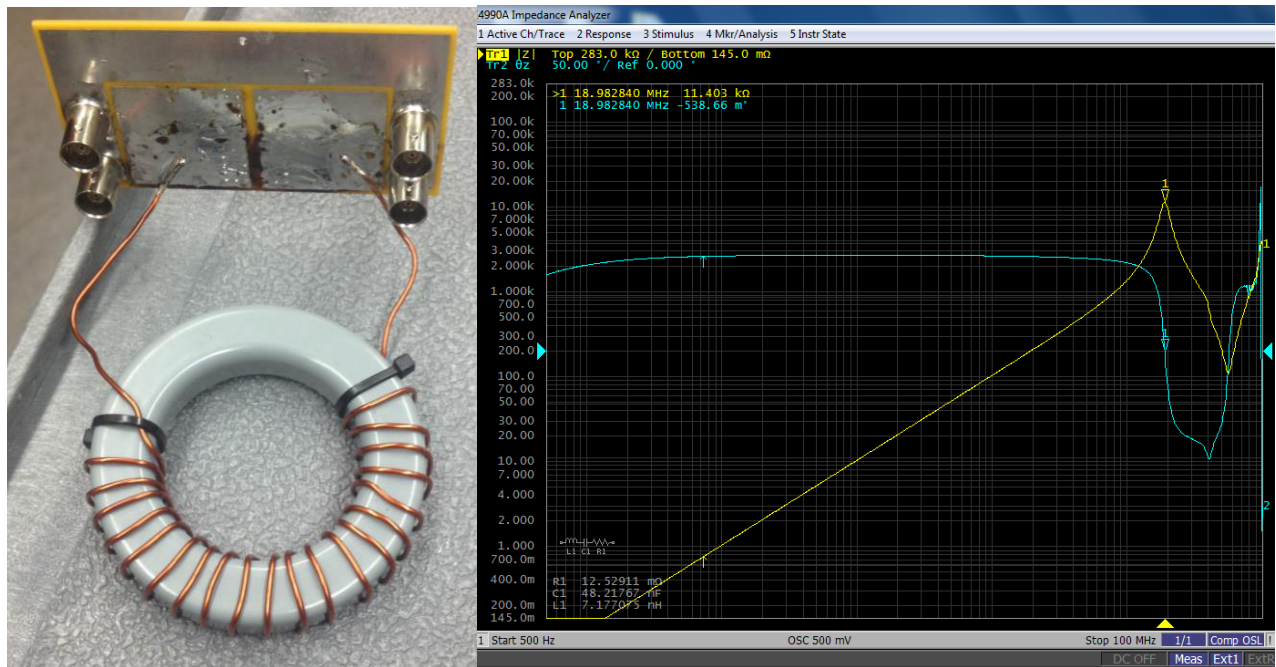 4990A Impedance Analyzer
1 Active Ch/Trace 2 Response 3 Stimulus 4 Mkr/Analysis 5 Instr State
Tr1 |Z| Top 283.0 kΩ / Bottom 145.0 mΩ
Tr2 θz 50.00 °/ Ref 0.000 °
283.0k
200.0k
>1 18.982840 MHz 11.403 kΩ
1 18.982840 MHz -538.66 m°
100.0k
70.00k
50.00k
30.00k
20.00k
1
10.00k
7.000k
5.000k
3.000k
1
2.000k
1.000k
700.0
500.0
300.0
1
200.0
100.0
70.00
50.00
30.00
20.00
10.00
7.000
4.000
2
2.000
1.000
L1 C1 R1
700.0m
400.0m
R1 12.52911 mΩ
C1 48.21767 nF
200.0m
L1 7.177075 nH
145.0m
1 Start 500 Hz OSC 500 mV Stop 100 MHz 1/1 Comp OSL !
DC OFF Meas Ext1 ExtR